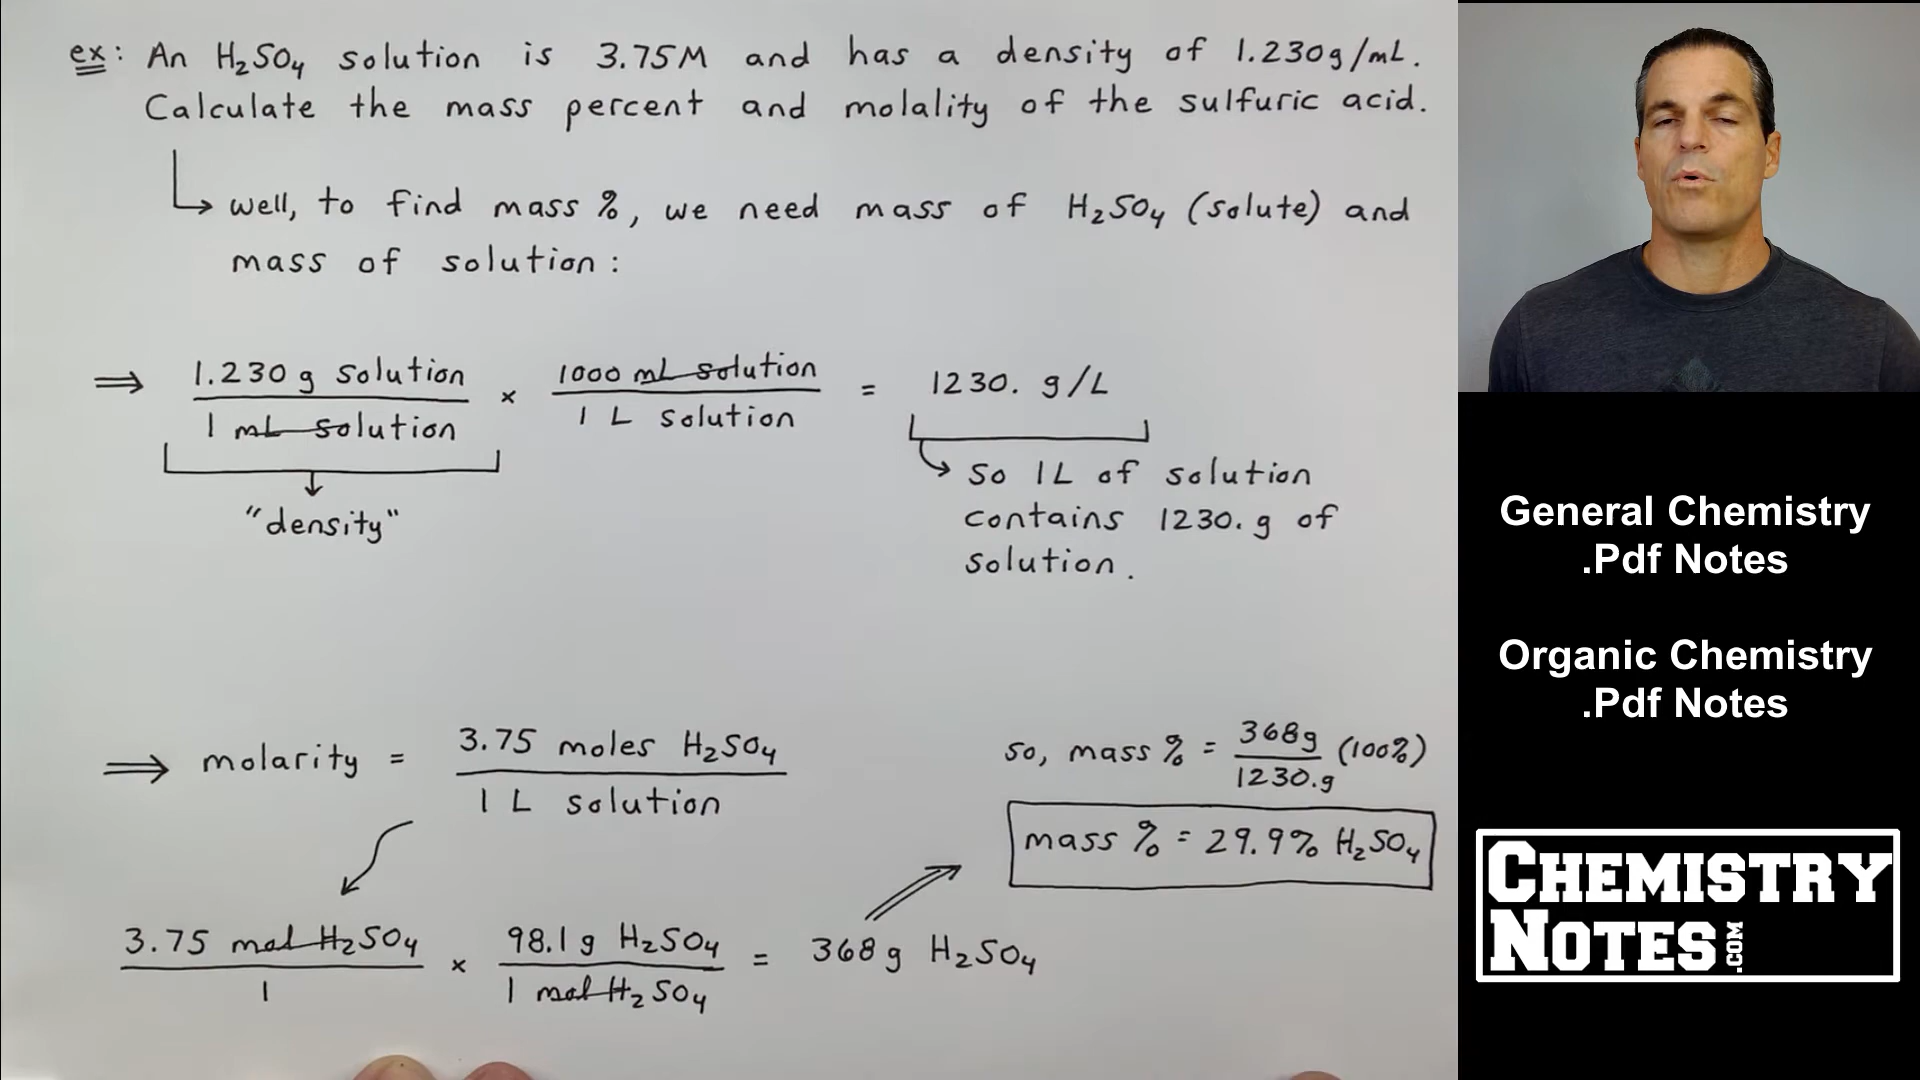 ex: An H₂SO₄ solution is 3.75M and has a density of 1.230g/mL.
Calculate the mass percent and molality of the sulfuric acid.
↳ well, to find mass %, we need mass of H₂SO₄ (solute) and
mass of solution:
⇒ 1.230 g solution / 1 mL solution × 1000 mL solution / 1 L solution = 1230. g/L
"density"
↳ so 1L of solution
contains 1230. g of
solution.
⇒ molarity = 3.75 moles H₂SO₄ / 1 L solution
3.75 mol H₂SO₄ / 1 × 98.1 g H₂SO₄ / 1 mol H₂SO₄ = 368 g H₂SO₄
so, mass % = 368g / 1230.g (100%)
mass % = 29.9% H₂SO₄
General Chemistry
.Pdf Notes
Organic Chemistry
.Pdf Notes
CHEMISTRY
NOTES.COM